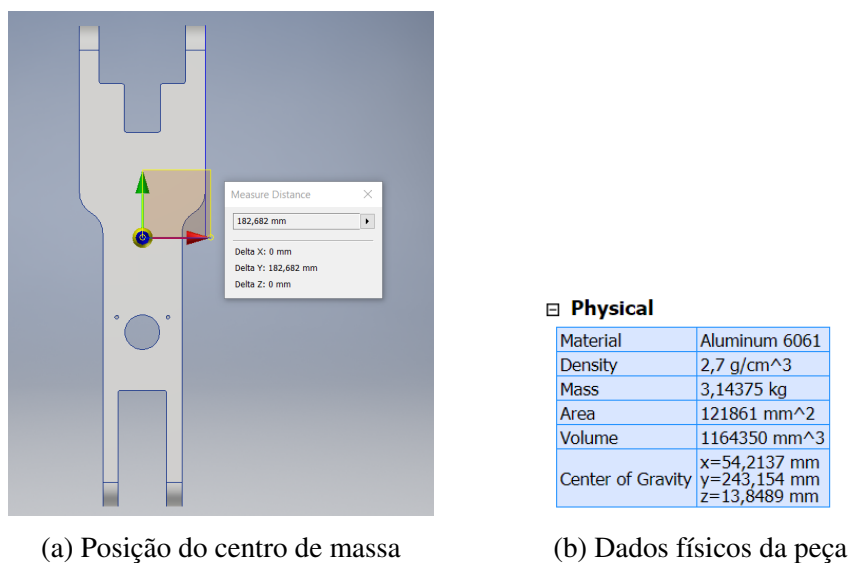 Measure Distance
182,682 mm
Delta X: 0 mm
Delta Y: 182,682 mm
Delta Z: 0 mm
Physical
Material Aluminum 6061
Density 2,7 g/cm^3
Mass 3,14375 kg
Area 121861 mm^2
Volume 1164350 mm^3
Center of Gravity x=54,2137 mm
y=243,154 mm
z=13,8489 mm
(a) Posição do centro de massa
(b) Dados físicos da peça